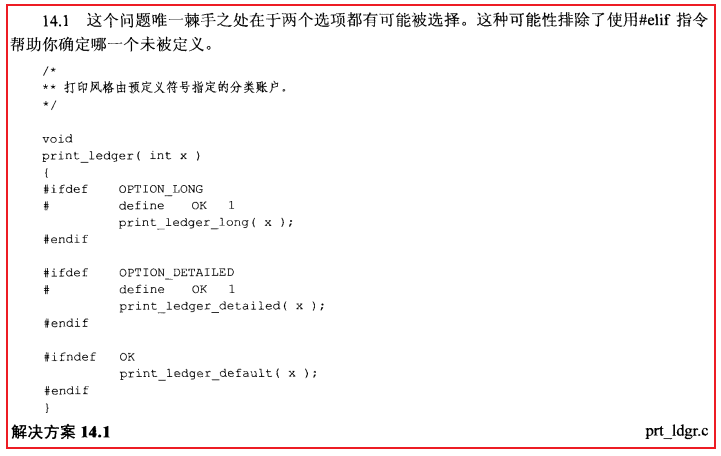 14.1 这个问题唯一棘手之处在于两个选项都有可能被选择。这种可能性排除了使用#elif 指令
帮助你确定哪一个未被定义。
/*
** 打印风格由预定义符号指定的分类账户。
*/
void
print_ledger( int x )
{
#ifdef OPTION_LONG
# define OK 1
print_ledger_long( x );
#endif
#ifdef OPTION_DETAILED
# define OK 1
print_ledger_detailed( x );
#endif
#ifndef OK
print_ledger_default( x );
#endif
}
解决方案 14.1 prt_ldgr.c